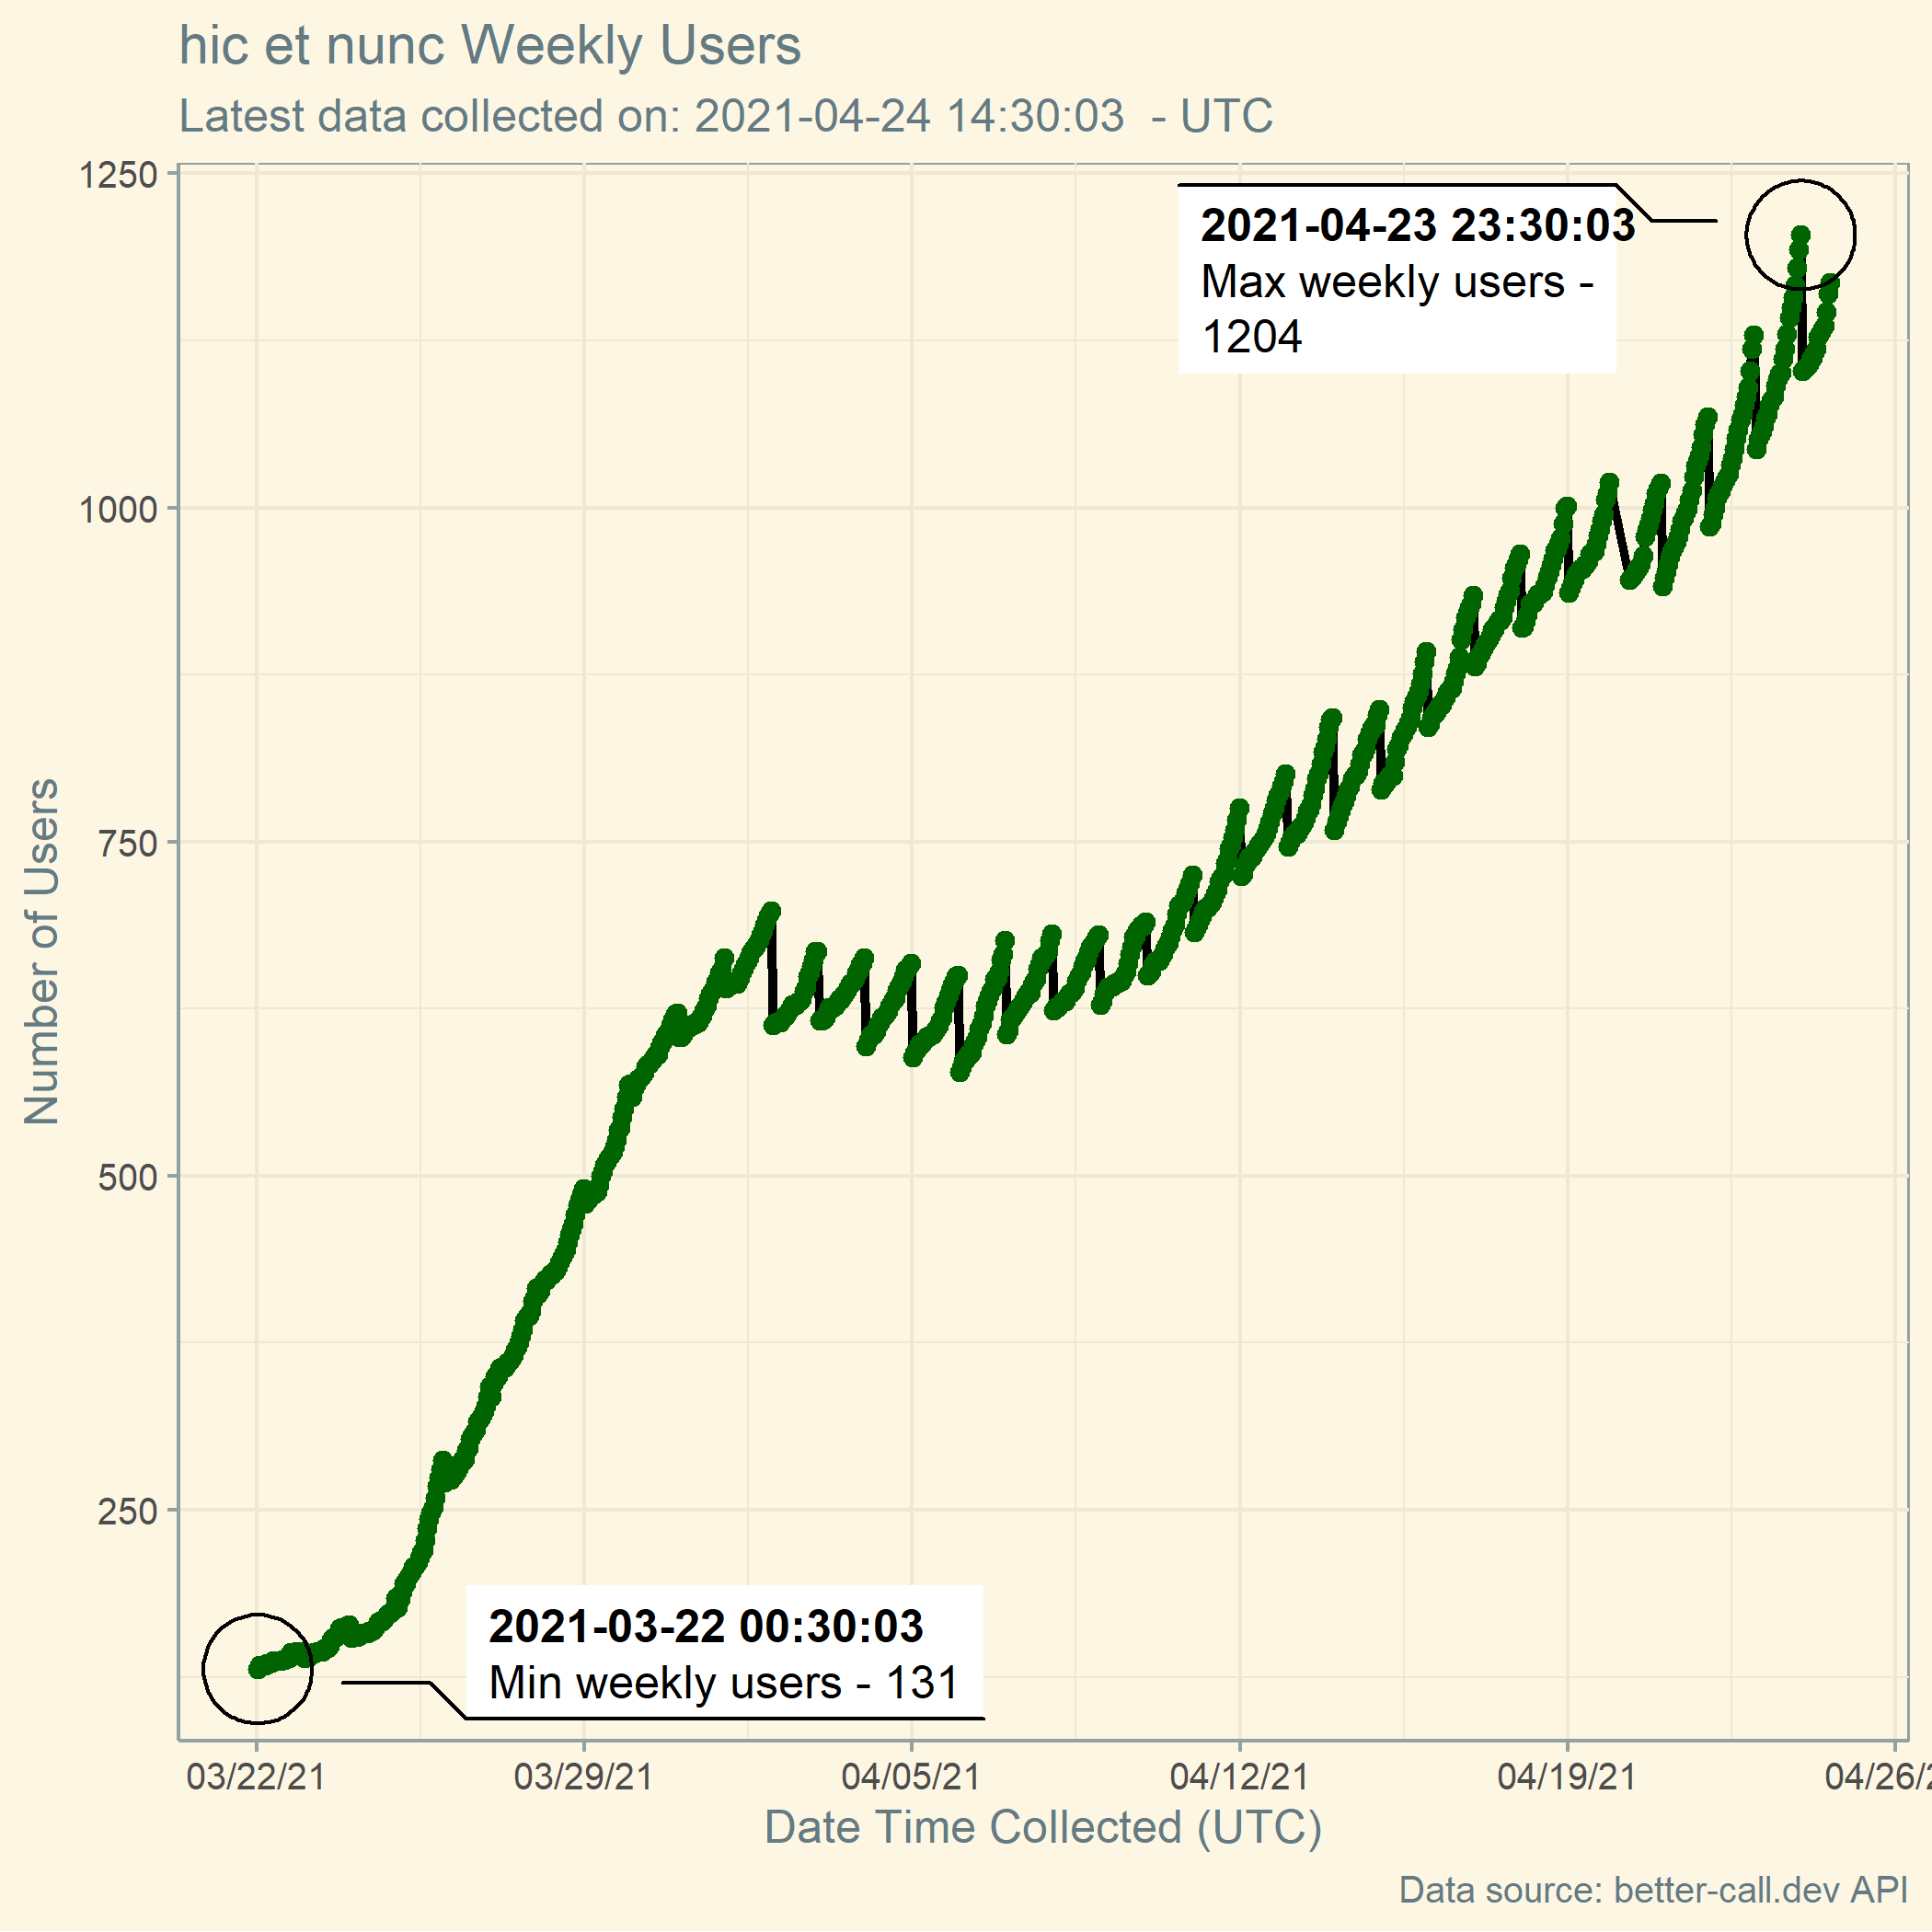 hic et nunc Weekly Users
Latest data collected on: 2021-04-24 14:30:03 - UTC
1250
1000
750
500
250
Number of Users
2021-04-23 23:30:03
Max weekly users -
1204
2021-03-22 00:30:03
Min weekly users - 131
03/22/21 03/29/21 04/05/21 04/12/21 04/19/21 04/26/2
Date Time Collected (UTC)
Data source: better-call.dev API